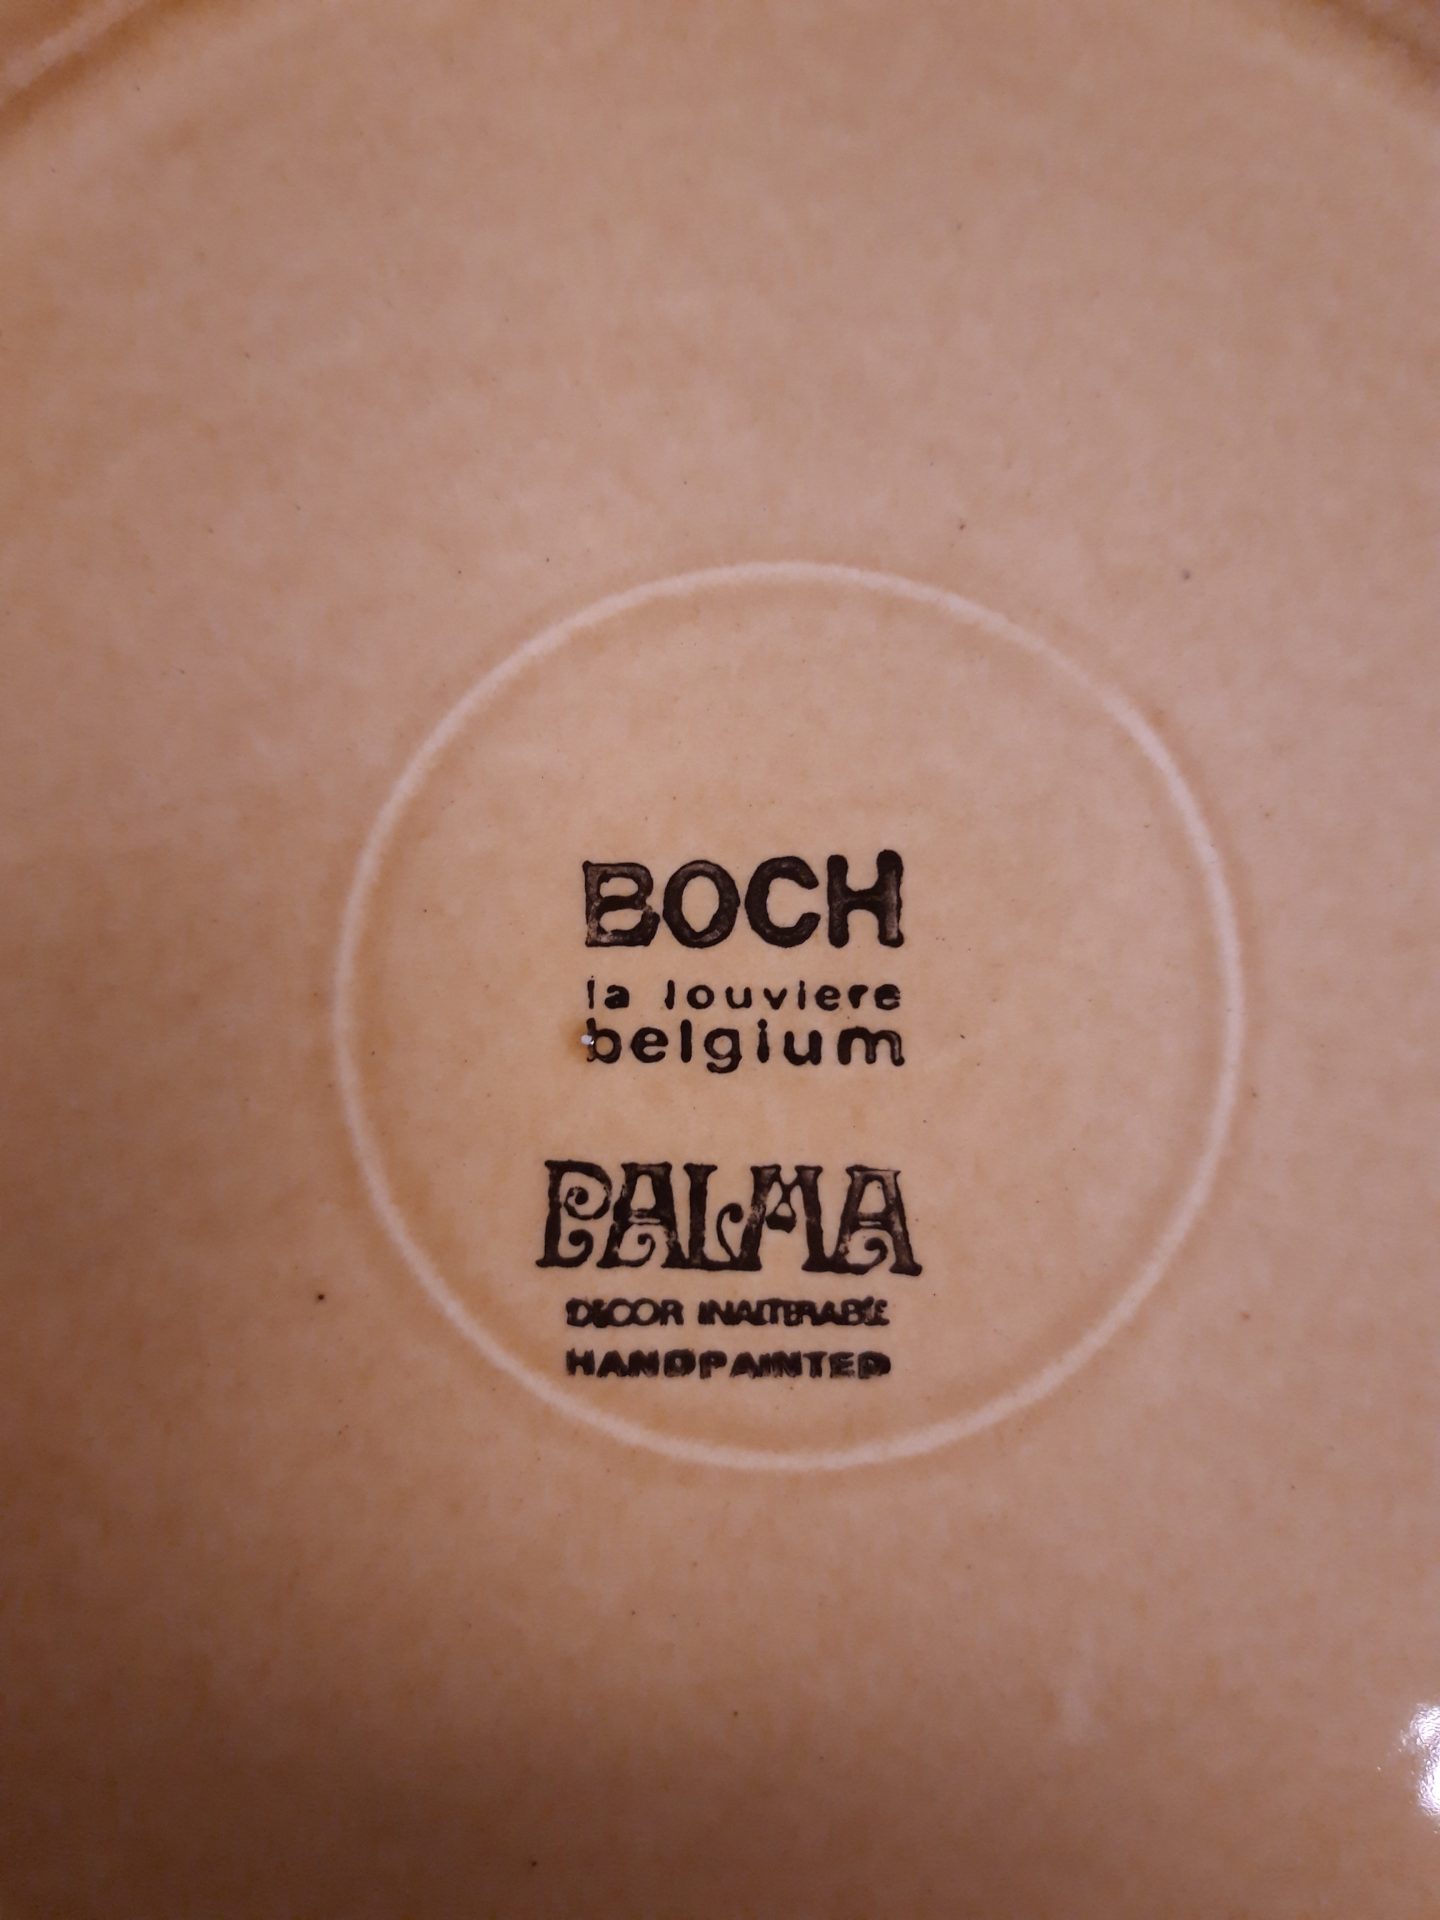 BOCH
la louviere
belgium
PALMA
DECOR INALTERABLE
HANDPAINTED